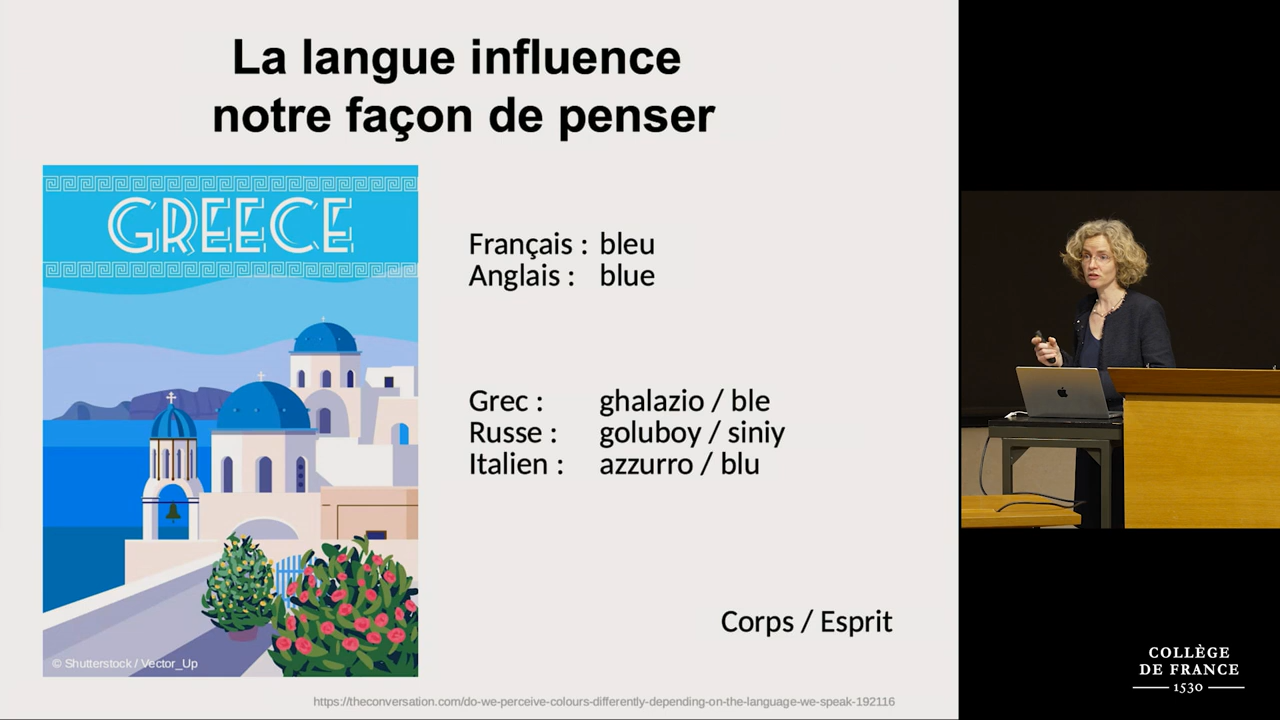 La langue influence
notre façon de penser
GREECE
© Shutterstock / Vector_Up
Français : bleu
Anglais : blue
Grec : ghalazio / ble
Russe : goluboy / siniy
Italien : azzurro / blu
Corps / Esprit
https://theconversation.com/do-we-perceive-colours-differently-depending-on-the-language-we-speak-192116
COLLÈGE
DE FRANCE
1530